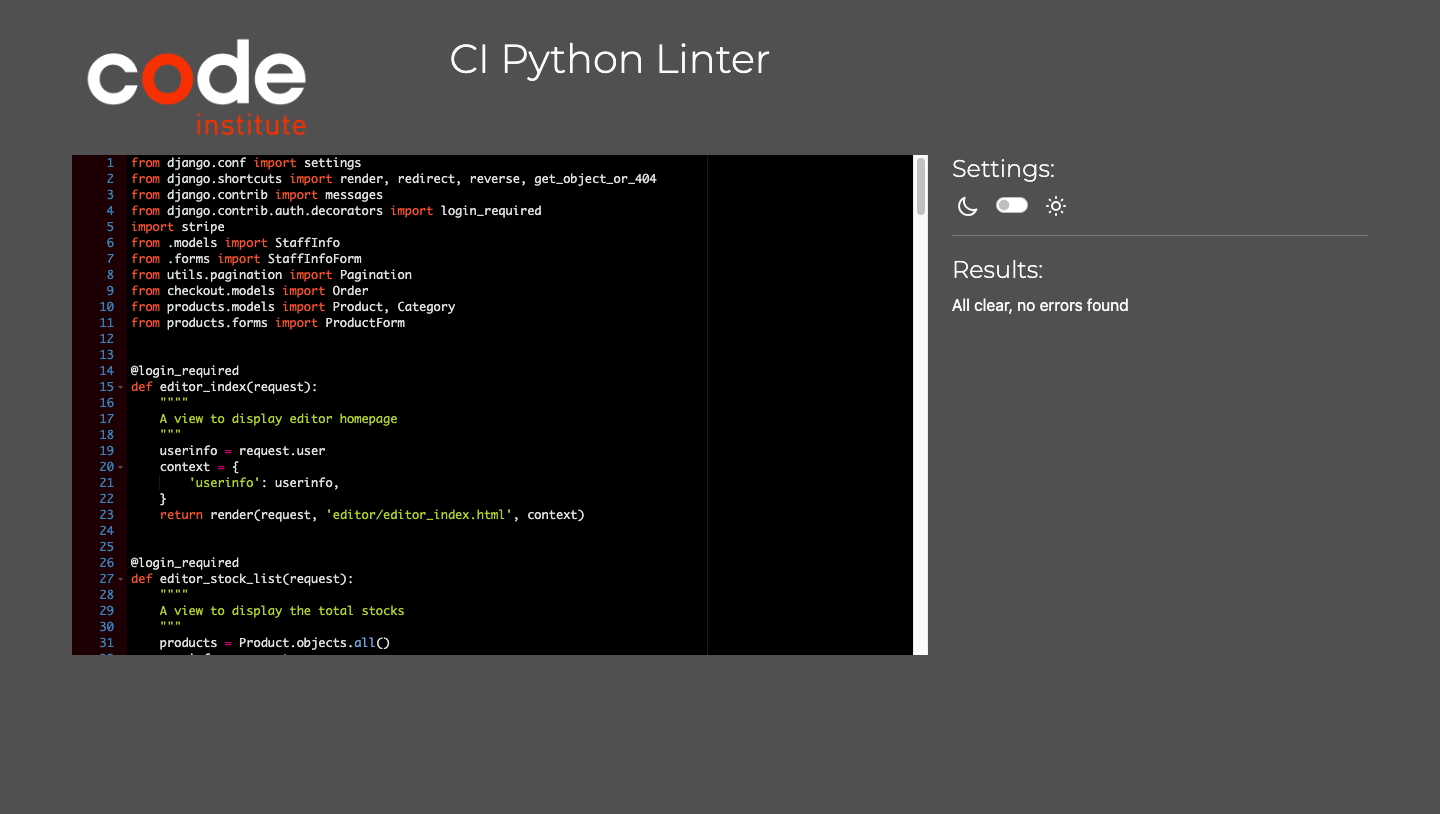 code
institute
CI Python Linter
1 from django.conf import settings
2 from django.shortcuts import render, redirect, reverse, get_object_or_404
3 from django.contrib import messages
4 from django.contrib.auth.decorators import login_required
5 import stripe
6 from .models import StaffInfo
7 from .forms import StaffInfoForm
8 from utils.pagination import Pagination
9 from checkout.models import Order
10 from products.models import Product, Category
11 from products.forms import ProductForm
12
13
14 @login_required
15 def editor_index(request):
16     """"
17     A view to display editor homepage
18     """
19     userinfo = request.user
20     context = {
21         'userinfo': userinfo,
22     }
23     return render(request, 'editor/editor_index.html', context)
24
25
26 @login_required
27 def editor_stock_list(request):
28     """"
29     A view to display the total stocks
30     """
31     products = Product.objects.all()
Settings:
Results:
All clear, no errors found